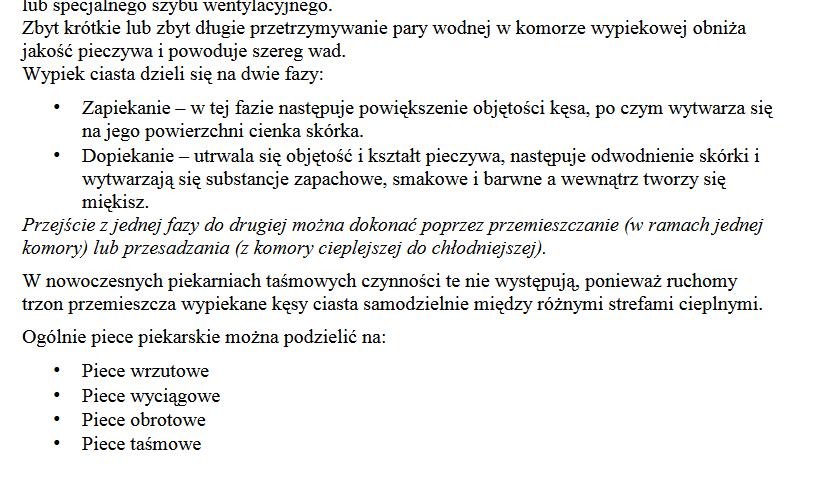 lub specjalnego szybu wentylacyjnego.
Zbyt krótkie lub zbyt długie przetrzymywanie pary wodnej w komorze wypiekowej obniża
jakość pieczywa i powoduje szereg wad.
Wypiek ciasta dzieli się na dwie fazy:
• Zapiekanie – w tej fazie następuje powiększenie objętości kęsa, po czym wytwarza się
na jego powierzchni cienka skórka.
• Dopiekanie – utrwala się objętość i kształt pieczywa, następuje odwodnienie skórki i
wytwarzają się substancje zapachowe, smakowe i barwne a wewnątrz tworzy się
miękisz.
Przejście z jednej fazy do drugiej można dokonać poprzez przemieszczanie (w ramach jednej
komory) lub przesadzania (z komory cieplejszej do chłodniejszej).
W nowoczesnych piekarniach taśmowych czynności te nie występują, ponieważ ruchomy
trzon przemieszcza wypiekane kęsy ciasta samodzielnie między różnymi strefami cieplnymi.
Ogólnie piece piekarskie można podzielić na:
• Piece wrzutowe
• Piece wyciągowe
• Piece obrotowe
• Piece taśmowe